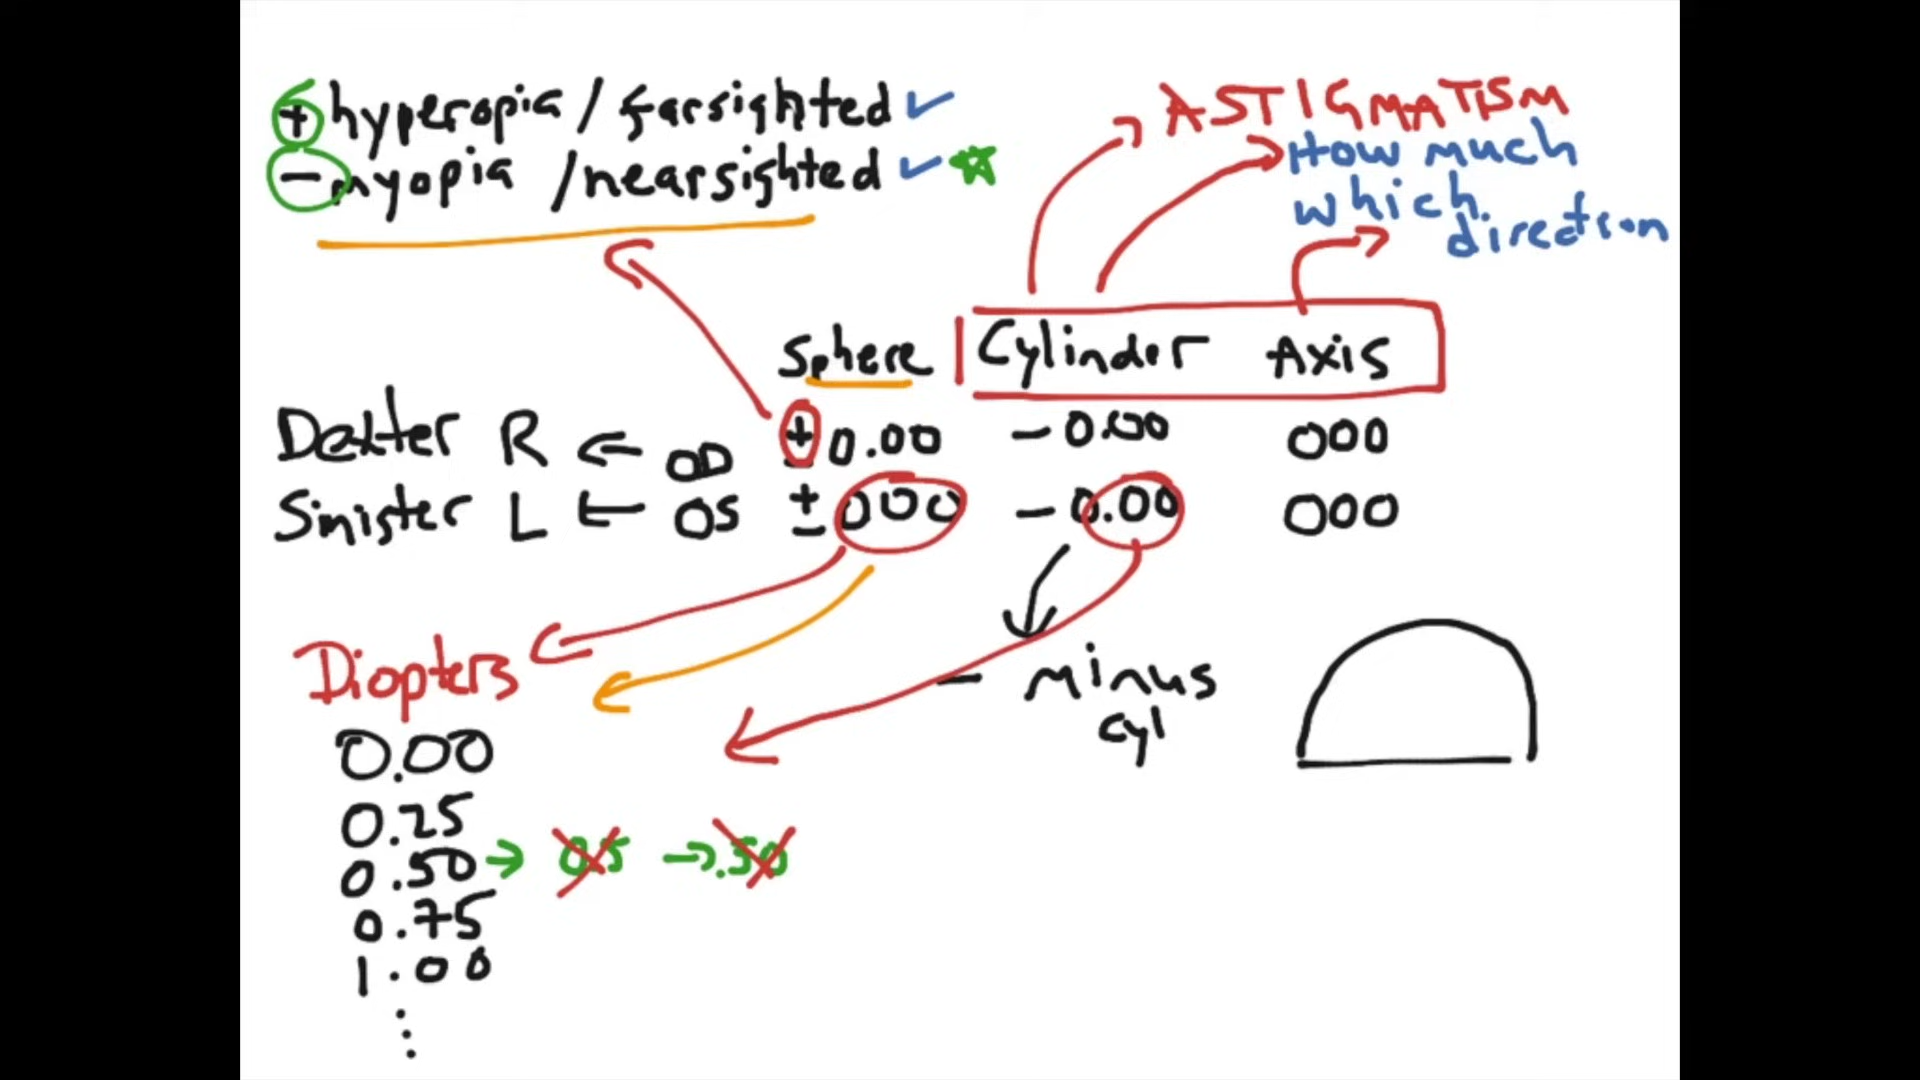 + hyperopia / farsighted ✓
- myopia / nearsighted ✓ ☆
ASTIGMATISM
How much
which
direction
Sphere | Cylinder Axis
Dexter R ← OD ± 0.00 - 0.00 000
Sinister L ← OS ± 000 - 0.00 000
Diopters
- minus
cyl
0.00
0.25
0.50 → 0.5 → .50
0.75
1.00
⋮